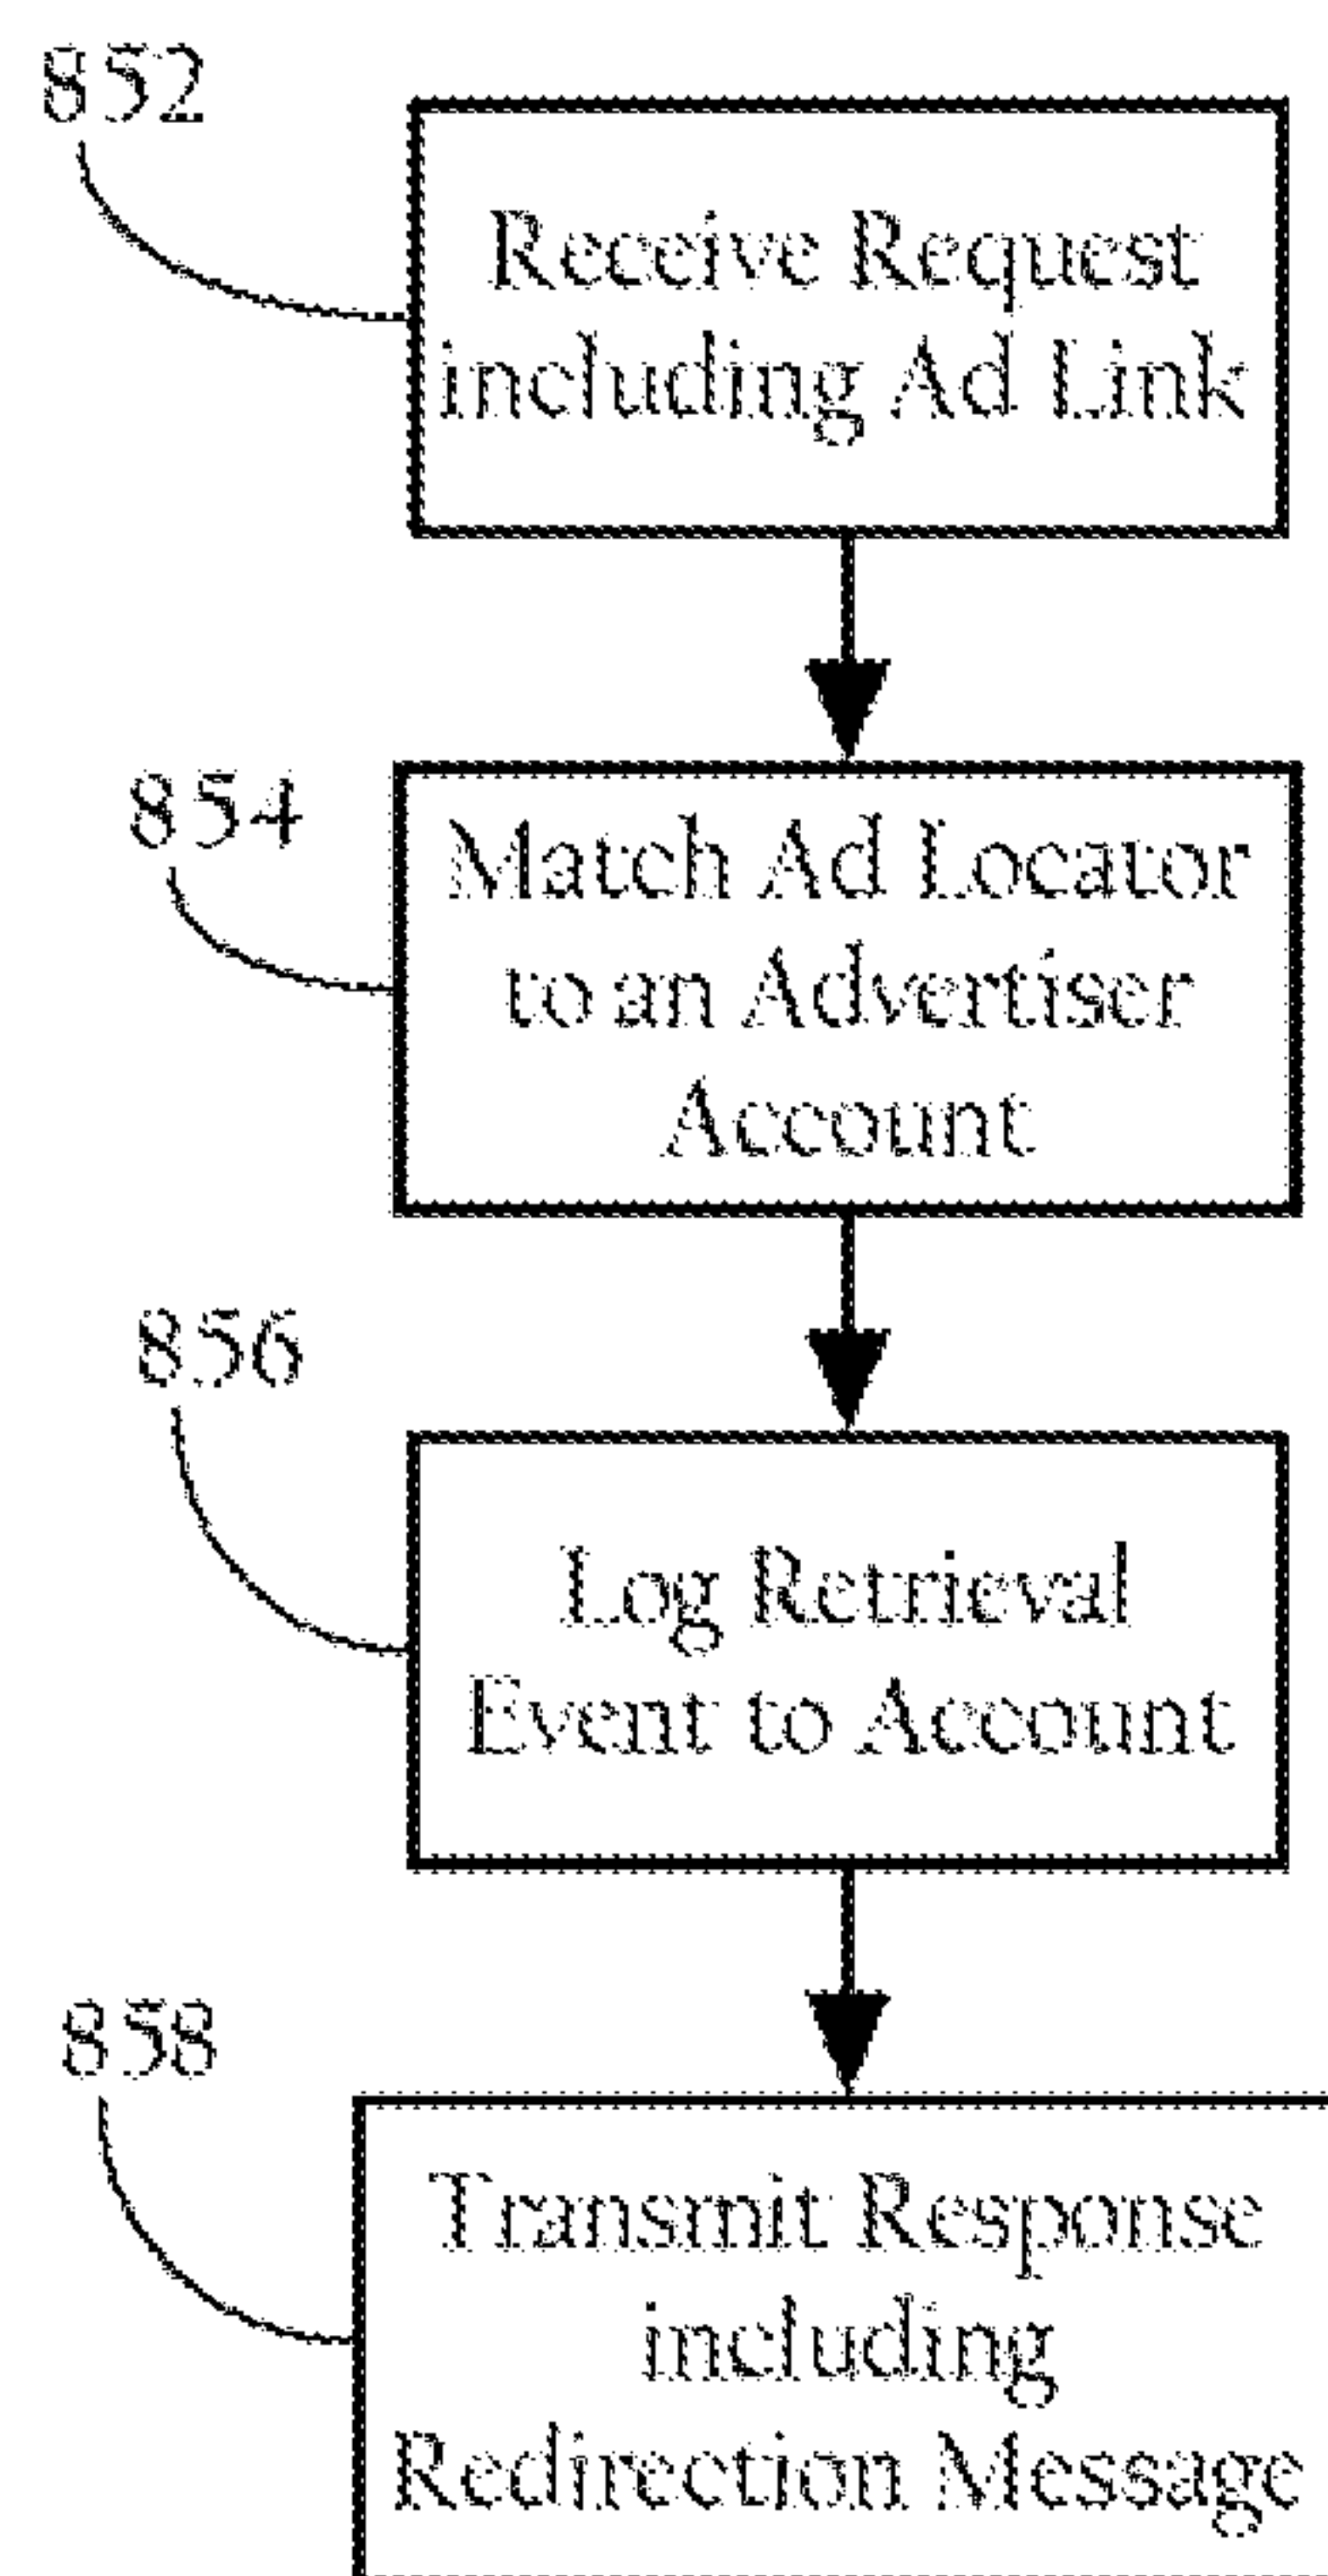 852
Receive Request
including Ad Link
854
Match Ad Locator
to an Advertiser
Account
856
Log Retrieval
Event to Account
858
Transmit Response
including
Redirection Message